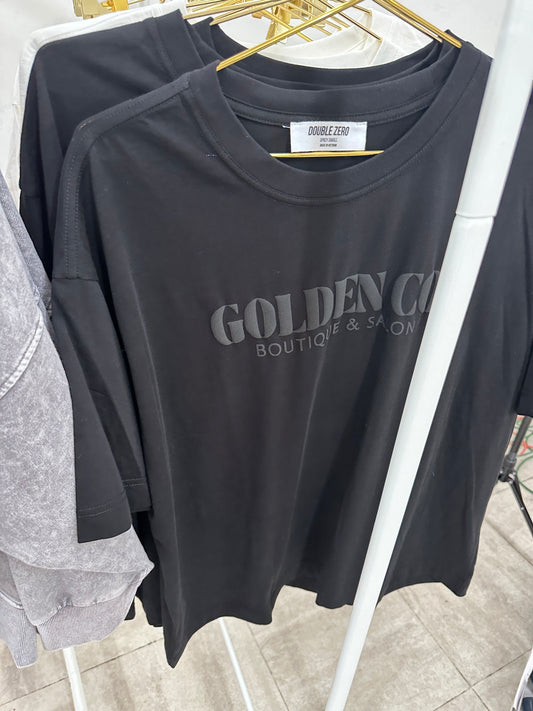 DOUBLE ZERO
GOLDEN CO
BOUTIQUE & SALON